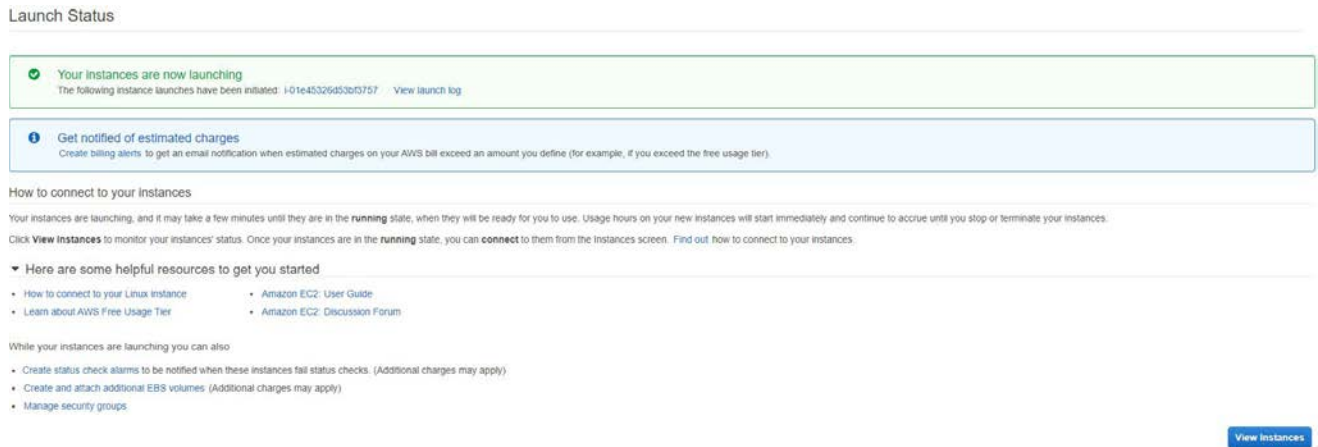 Launch Status
Your instances are now launching
The following instance launches have been initiated: i-01e45326d53bf3757 View launch log
Get notified of estimated charges
Create billing alerts to get an email notification when estimated charges on your AWS bill exceed an amount you define (for example, if you exceed the free usage tier).
How to connect to your instances
Your instances are launching, and it may take a few minutes until they are in the running state, when they will be ready for you to use. Usage hours on your new instances will start immediately and continue to accrue until you stop or terminate your instances.
Click View Instances to monitor your instances' status. Once your instances are in the running state, you can connect to them from the Instances screen. Find out how to connect to your instances.
Here are some helpful resources to get you started
• How to connect to your Linux instance • Amazon EC2: User Guide
• Learn about AWS Free Usage Tier • Amazon EC2: Discussion Forum
While your instances are launching you can also
• Create status check alarms to be notified when these instances fail status checks. (Additional charges may apply)
• Create and attach additional EBS volumes (Additional charges may apply)
• Manage security groups
View Instances